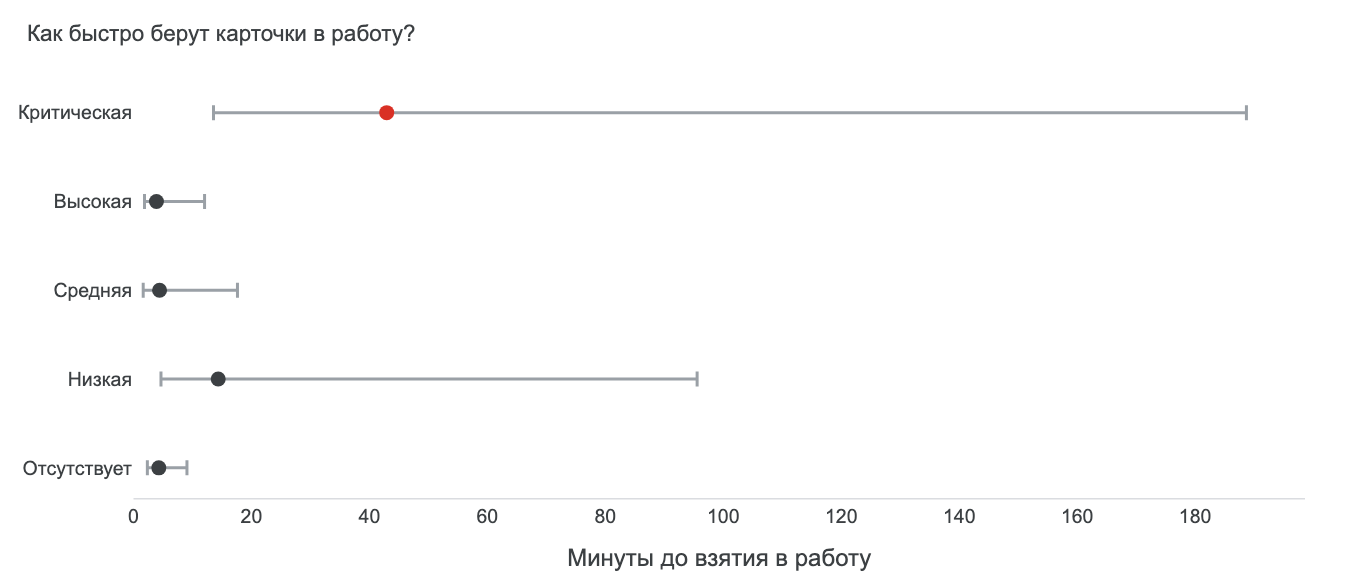 Как быстро берут карточки в работу?
Критическая
Высокая
Средняя
Низкая
Отсутствует
0 20 40 60 80 100 120 140 160 180
Минуты до взятия в работу